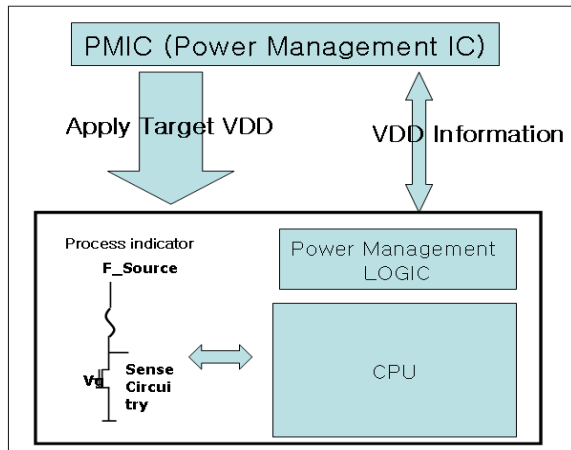 PMIC (Power Management IC)
Apply Target VDD
VDD Information
Process indicator
F_Source
Vg
Sense
Circui
try
Power Management
LOGIC
CPU